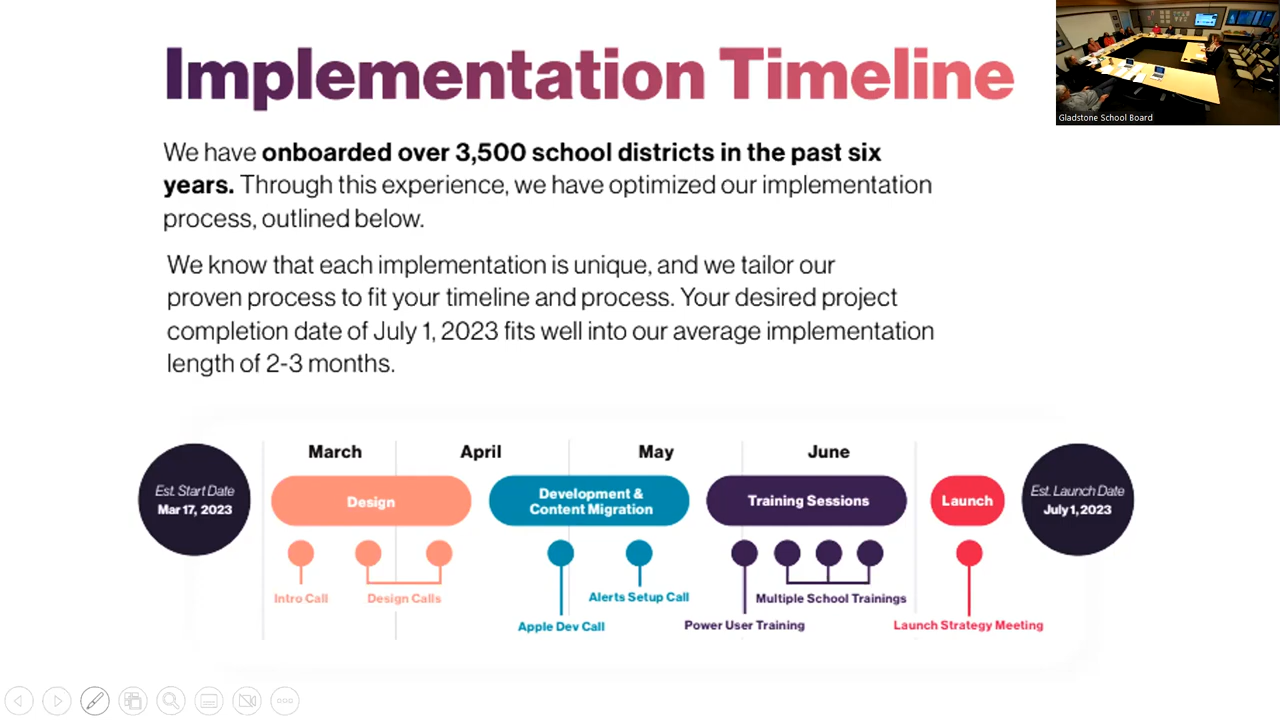 Implementation Timeline
Gladstone School Board
We have onboarded over 3,500 school districts in the past six
years. Through this experience, we have optimized our implementation
process, outlined below.
We know that each implementation is unique, and we tailor our
proven process to fit your timeline and process. Your desired project
completion date of July 1, 2023 fits well into our average implementation
length of 2-3 months.
March
April
May
June
Est. Start Date
Mar 17, 2023
Design
Development &
Content Migration
Training Sessions
Launch
Est. Launch Date
July 1, 2023
Intro Call
Design Calls
Apple Dev Call
Alerts Setup Call
Power User Training
Multiple School Trainings
Launch Strategy Meeting